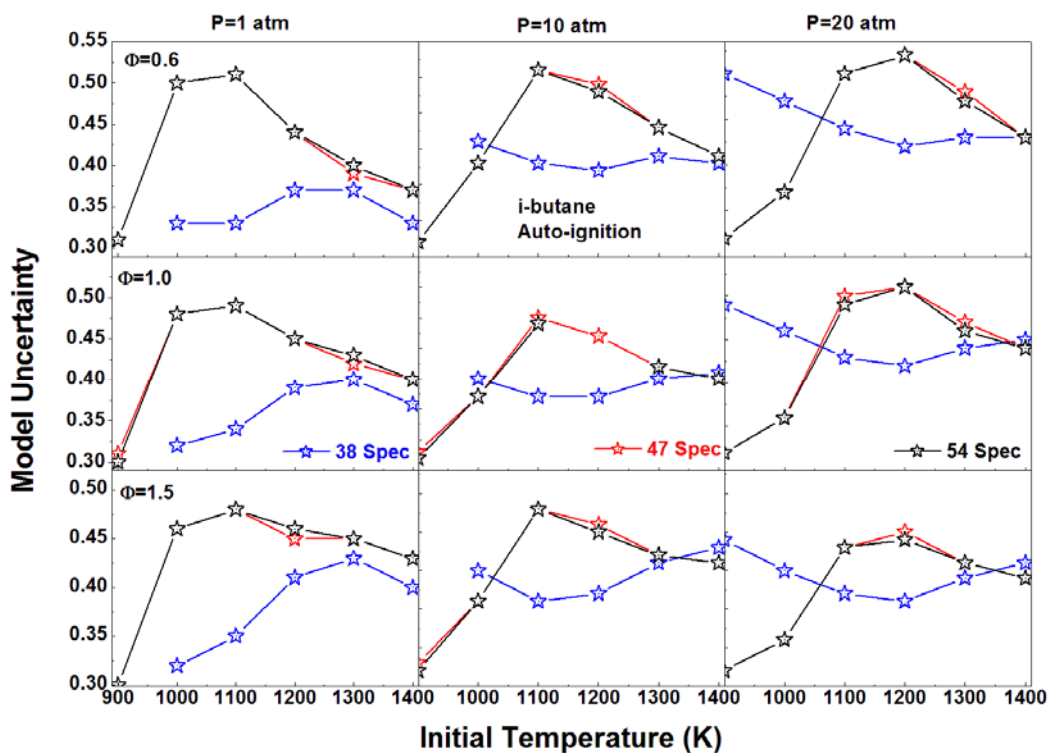 P=1 atm
P=10 atm
P=20 atm
Model Uncertainty
0.55
0.50
0.45
0.40
0.35
0.30
Φ=0.6
i-butane
Auto-ignition
0.50
0.45
0.40
0.35
0.30
Φ=1.0
38 Spec
47 Spec
54 Spec
0.50
0.45
0.40
0.35
0.30
Φ=1.5
900 1000 1100 1200 1300 1400 1000 1100 1200 1300 1400 1000 1100 1200 1300 1400
Initial Temperature (K)